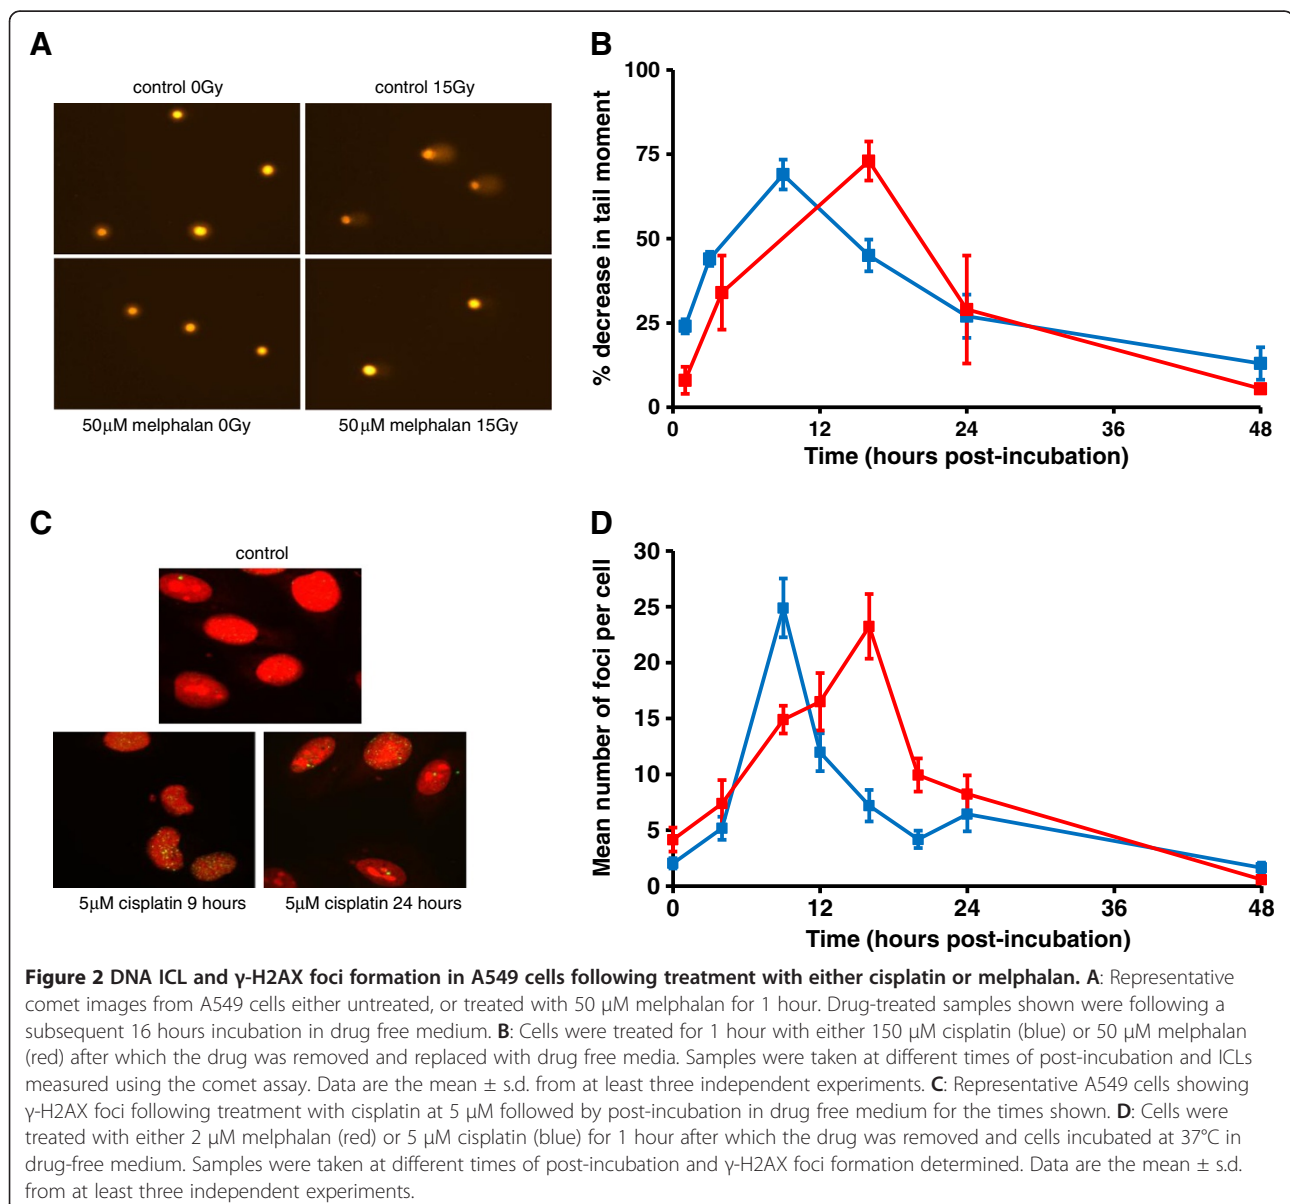 A
control 0Gy
control 15Gy
50µM melphalan 0Gy
50µM melphalan 15Gy
B
% decrease in tail moment
100
75
50
25
0
0
12
24
36
48
Time (hours post-incubation)
C
control
5µM cisplatin 9 hours
5µM cisplatin 24 hours
D
Mean number of foci per cell
30
25
20
15
10
5
0
0
12
24
48
Time (hours post-incubation)
Figure 2 DNA ICL and γ-H2AX foci formation in A549 cells following treatment with either cisplatin or melphalan. A: Representative
comet images from A549 cells either untreated, or treated with 50 µM melphalan for 1 hour. Drug-treated samples shown were following a
subsequent 16 hours incubation in drug free medium. B: Cells were treated for 1 hour with either 150 µM cisplatin (blue) or 50 µM melphalan
(red) after which the drug was removed and replaced with drug free media. Samples were taken at different times of post-incubation and ICLs
measured using the comet assay. Data are the mean ± s.d. from at least three independent experiments. C: Representative A549 cells showing
γ-H2AX foci following treatment with cisplatin at 5 µM followed by post-incubation in drug free medium for the times shown. D: Cells were
treated with either 2 µM melphalan (red) or 5 µM cisplatin (blue) for 1 hour after which the drug was removed and cells incubated at 37°C in
drug-free medium. Samples were taken at different times of post-incubation and γ-H2AX foci formation determined. Data are the mean ± s.d.
from at least three independent experiments.